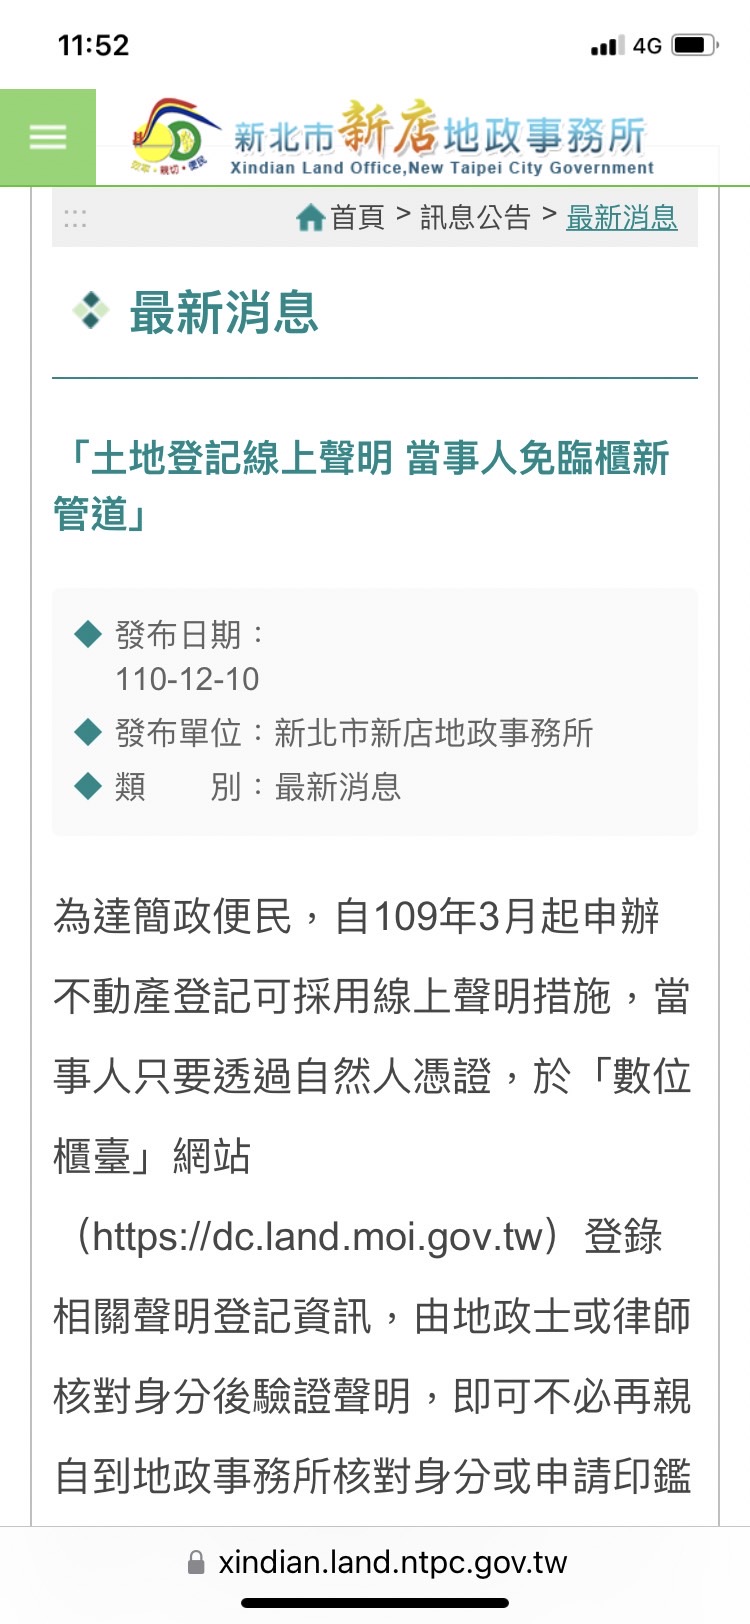 11:52
4G
新北市新店地政事務所
Xindian Land Office,New Taipei City Government
首頁 > 訊息公告 > 最新消息
最新消息
「土地登記線上聲明 當事人免臨櫃新
管道」
發布日期：
110-12-10
發布單位：新北市新店地政事務所
類　　別：最新消息
為達簡政便民，自109年3月起申辦
不動產登記可採用線上聲明措施，當
事人只要透過自然人憑證，於「數位
櫃臺」網站
（https://dc.land.moi.gov.tw）登錄
相關聲明登記資訊，由地政士或律師
核對身分後驗證聲明，即可不必再親
自到地政事務所核對身分或申請印鑑
xindian.land.ntpc.gov.tw